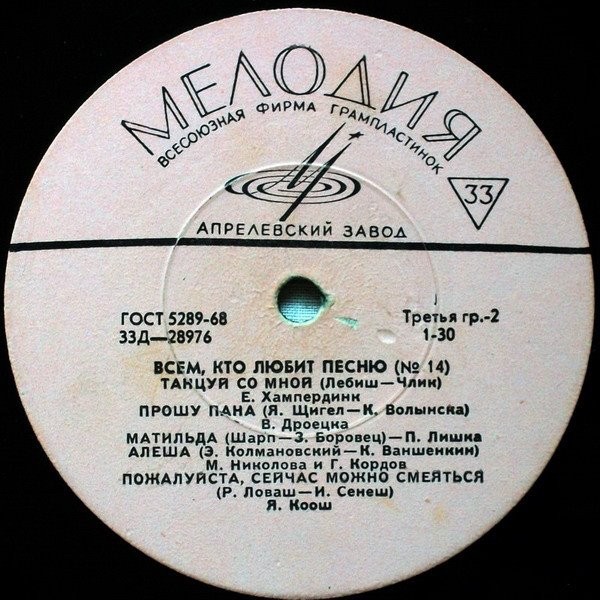 МЕЛОДИЯ
ВСЕСОЮЗНАЯ ФИРМА ГРАМПЛАСТИНОК
33
АПРЕЛЕВСКИЙ ЗАВОД
ГОСТ 5289-68
Третья гр.-2
33Д—28976
1-30
ВСЕМ, КТО ЛЮБИТ ПЕСНЮ (№ 14)
ТАНЦУЙ СО МНОЙ (Лебиш—Члик)
Е. Хампердинк
ПРОШУ ПАНА (Я. Щигел—К. Волынска)
В. Дроецка
МАТИЛЬДА (Шарп—З. Боровец)—П. Лишка
АЛЕША (Э. Колмановский—К. Ваншенкин)
М. Николова и Г. Кордов
ПОЖАЛУЙСТА, СЕЙЧАС МОЖНО СМЕЯТЬСЯ
(Р. Ловаш—И. Сенеш)
Я. Коош